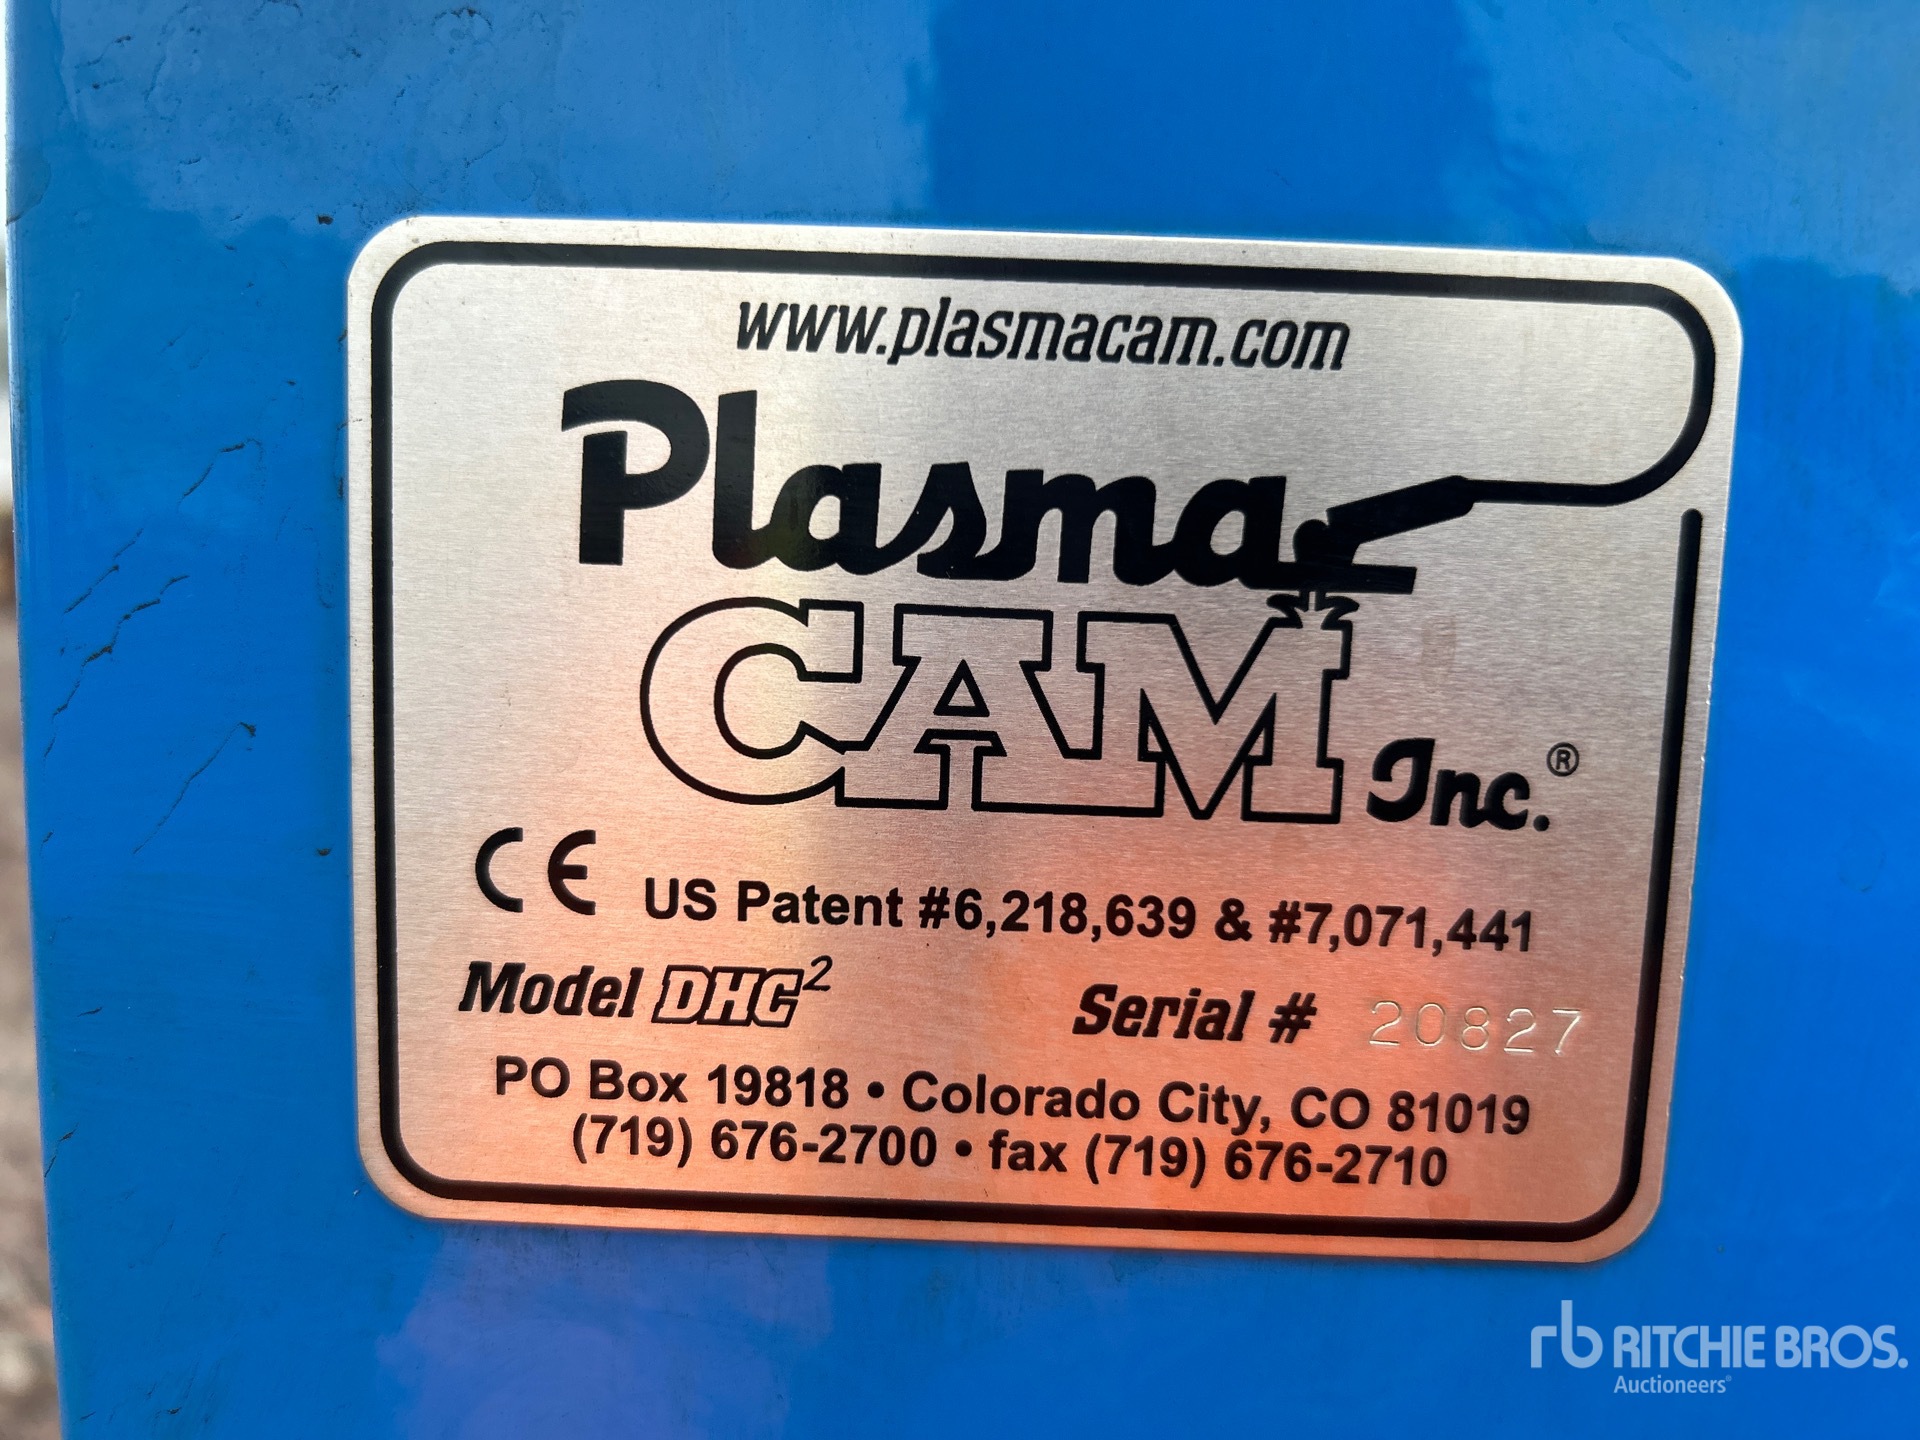 www.plasmacam.com
Plasma
CAM Inc.®
CE US Patent #6,218,639 & #7,071,441
Model DHC² Serial # 20827
PO Box 19818 • Colorado City, CO 81019
(719) 676-2700 • fax (719) 676-2710
rb RITCHIE BROS.
Auctioneers®